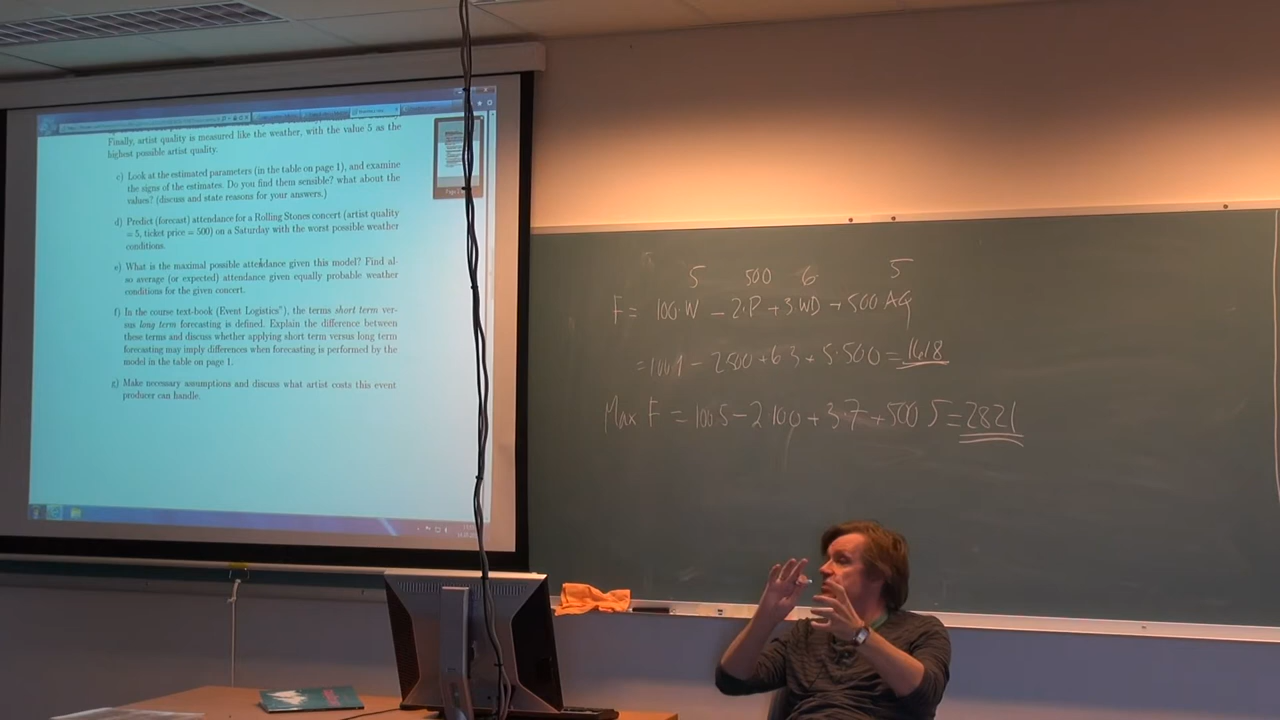 Finally, artist quality is measured like the weather, with the value 5 as the
highest possible artist quality.
c) Look at the estimated parameters (in the table on page 1), and examine
the signs of the estimates. Do you find them sensible? what about the
values? (discuss and state reasons for your answers.)
d) Predict (forecast) attendance for a Rolling Stones concert (artist quality
= 5, ticket price = 500) on a Saturday with the worst possible weather
conditions.
e) What is the maximal possible attendance given this model? Find al-
so average (or expected) attendance given equally probable weather
conditions for the given concert.
f) In the course text-book (Event Logistics"), the terms short term ver-
sus long term forecasting is defined. Explain the difference between
these terms and discuss whether applying short term versus long term
forecasting may imply differences when forecasting is performed by the
model in the table on page 1.
g) Make necessary assumptions and discuss what artist costs this event
producer can handle.
5 500 6 5
F = 100·W - 2·P + 3·WD + 500·AQ
= 100·1 - 2·500 + 6·3 + 5·500 = 1618
Max F = 100·5 - 2·100 + 3·7 + 500·5 = 2821